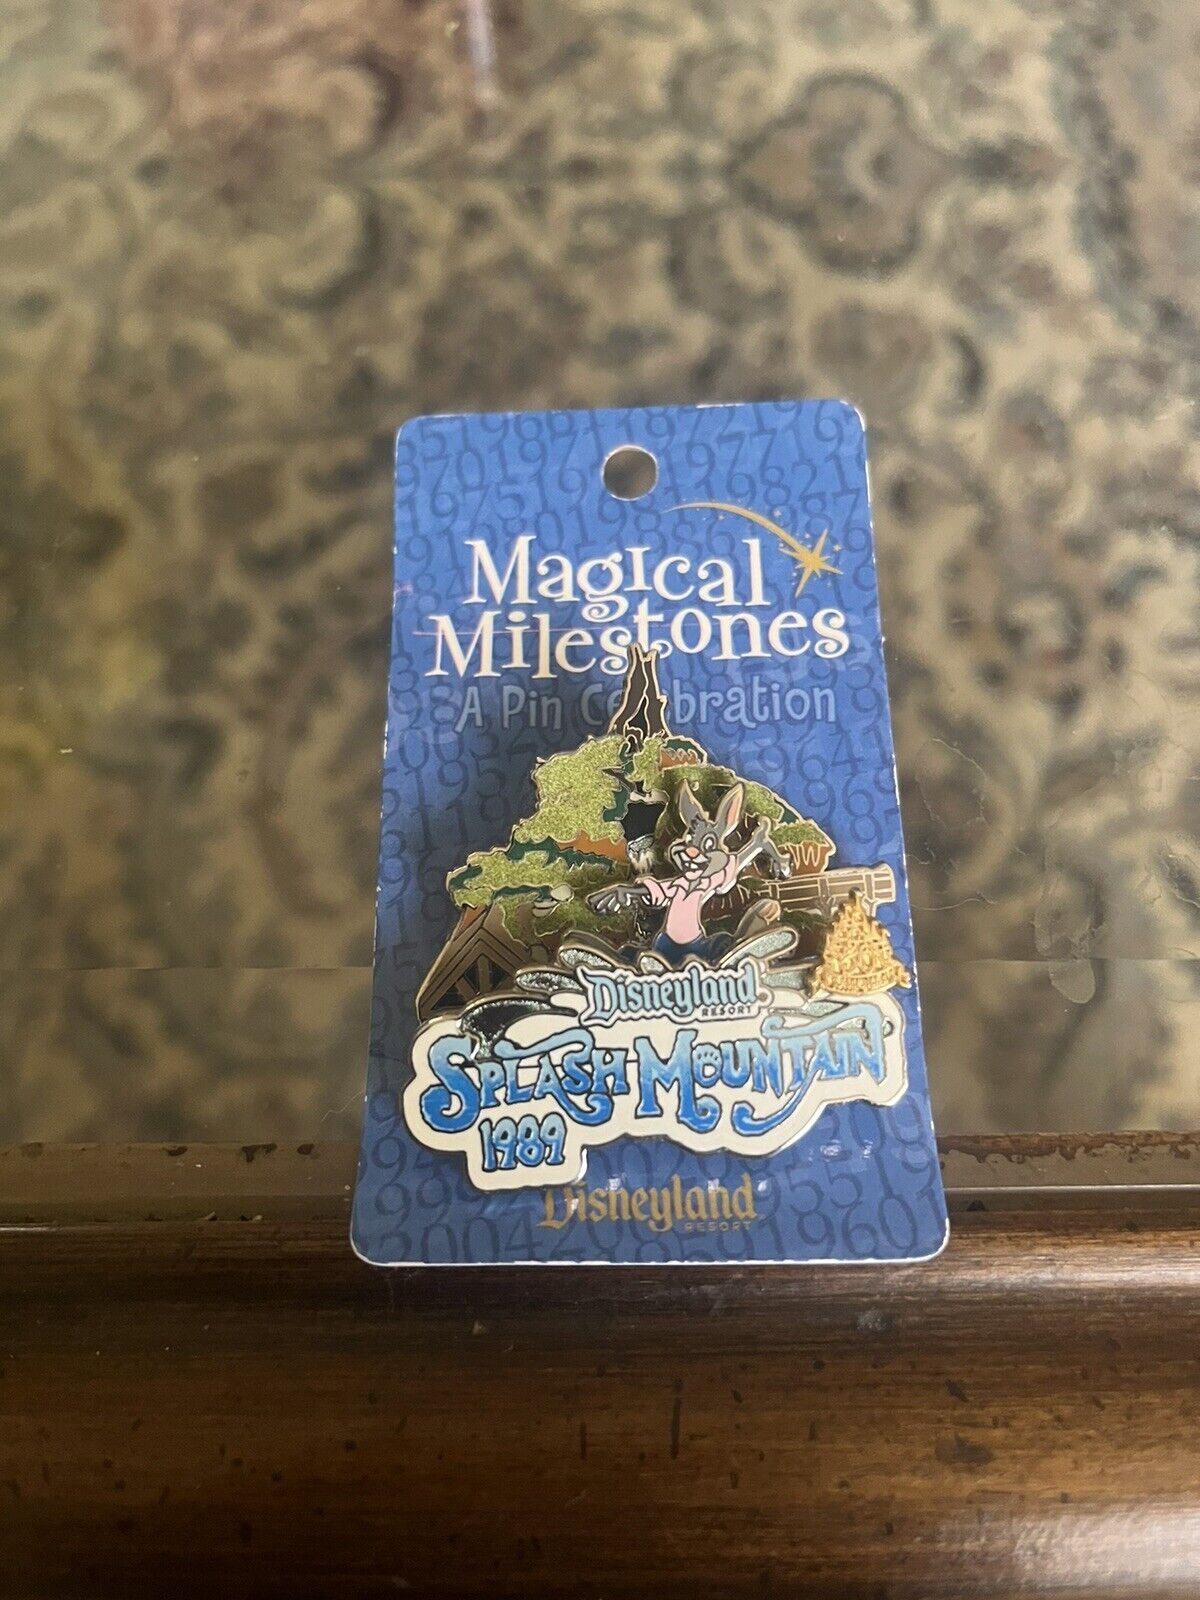 Magical
Milestones
A Pin Celebration
Disneyland
RESORT
SPLASH MOUNTAIN
1989
Disneyland
RESORT